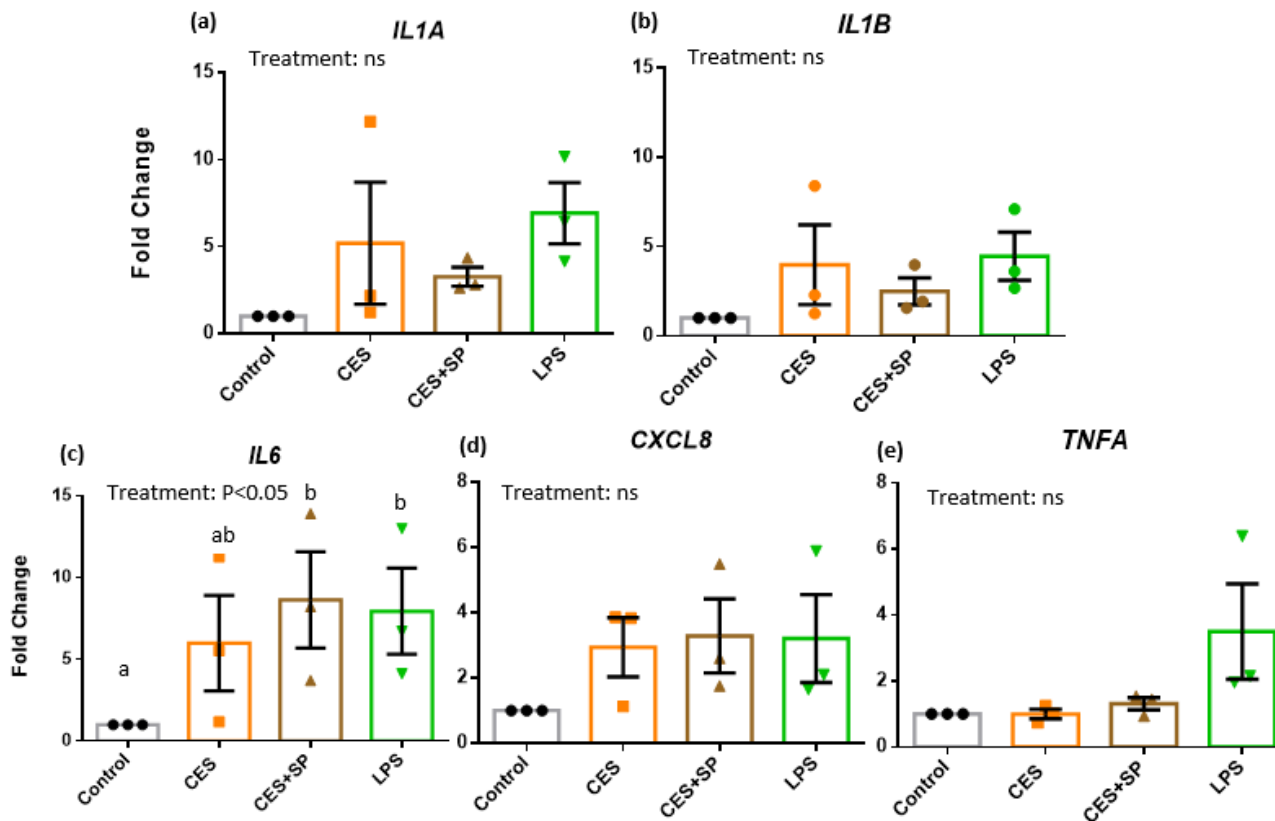 (a)
IL1A
Treatment: ns
Fold Change
15
10
5
0
Control
CES
CES+SP
LPS
(b)
IL1B
Treatment: ns
15
10
5
0
Control
CES
CES+SP
LPS
(c)
IL6
Treatment: P<0.05
Fold Change
15
10
5
0
a
ab
b
b
Control
CES
CES+SP
LPS
(d)
CXCL8
Treatment: ns
8
6
4
2
0
Control
CES
CES+SP
LPS
(e)
TNFA
Treatment: ns
8
6
4
2
0
Control
CES
CES+SP
LPS